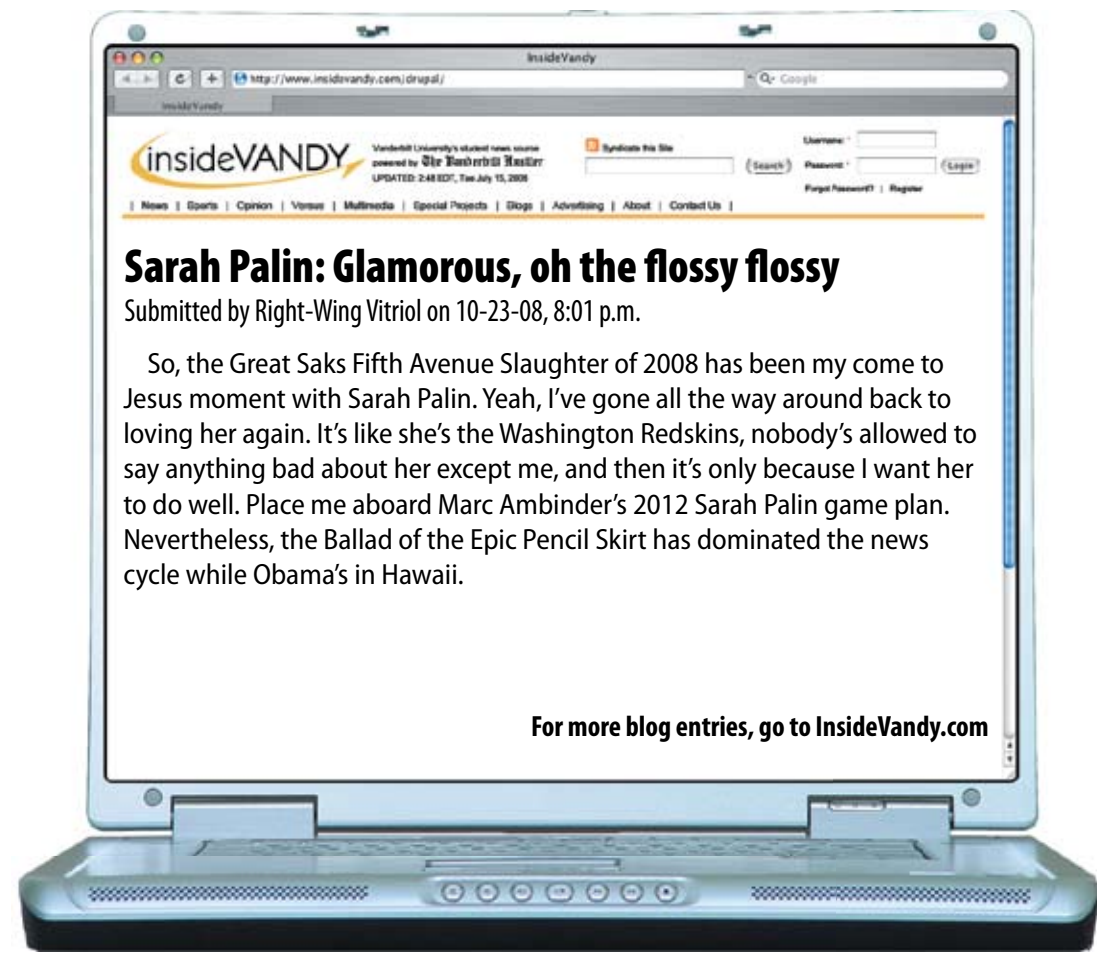 InsideVandy
http://www.insidevandy.com/drupal/
Google
InsideVandy
insideVANDY
Vanderbilt University's student news source
powered by The Vanderbilt Hustler
UPDATED: 2:48 EDT, Tue July 15, 2008
Syndicate this Site
Search
Username: *
Password: *
Login
Forgot Password? | Register
| News | Sports | Opinion | Versus | Multimedia | Special Projects | Blogs | Advertising | About | Contact Us |
Sarah Palin: Glamorous, oh the flossy flossy
Submitted by Right-Wing Vitriol on 10-23-08, 8:01 p.m.
So, the Great Saks Fifth Avenue Slaughter of 2008 has been my come to
Jesus moment with Sarah Palin. Yeah, I've gone all the way around back to
loving her again. It's like she's the Washington Redskins, nobody's allowed to
say anything bad about her except me, and then it's only because I want her
to do well. Place me aboard Marc Ambinder's 2012 Sarah Palin game plan.
Nevertheless, the Ballad of the Epic Pencil Skirt has dominated the news
cycle while Obama's in Hawaii.
For more blog entries, go to InsideVandy.com